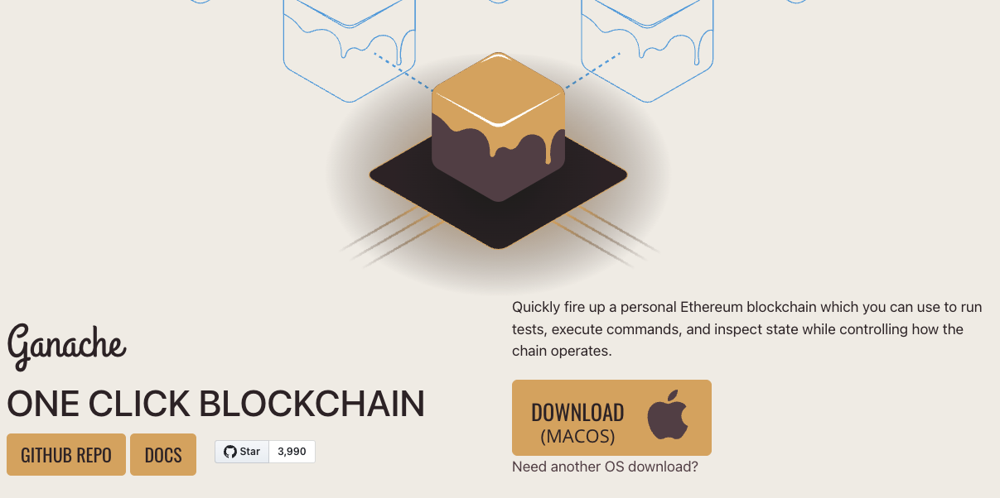 Ganache
ONE CLICK BLOCKCHAIN
GITHUB REPO
DOCS
Star
3,990
Quickly fire up a personal Ethereum blockchain which you can use to run
tests, execute commands, and inspect state while controlling how the
chain operates.
DOWNLOAD
(MACOS)
Need another OS download?